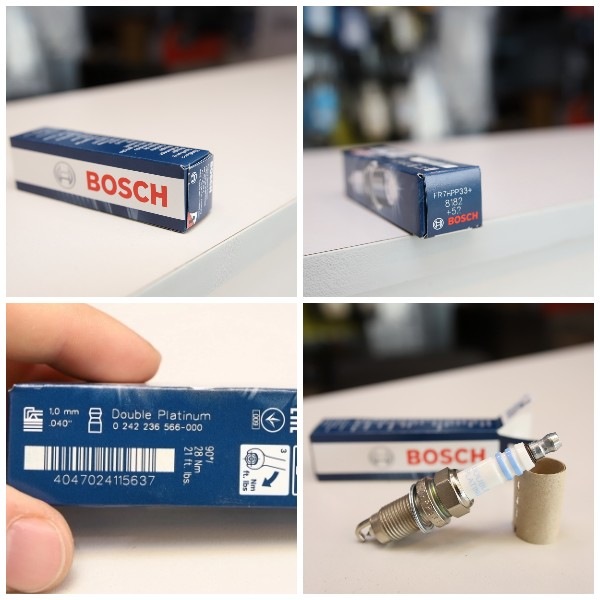 BOSCH
FR7HPP33+
8182
+52
BOSCH
1,0 mm
.040"
Double Platinum
0 242 236 566-000
4047024115637
90°/
28 Nm
21 ft. lbs.
3
Nm
ft. lbs
BOSCH